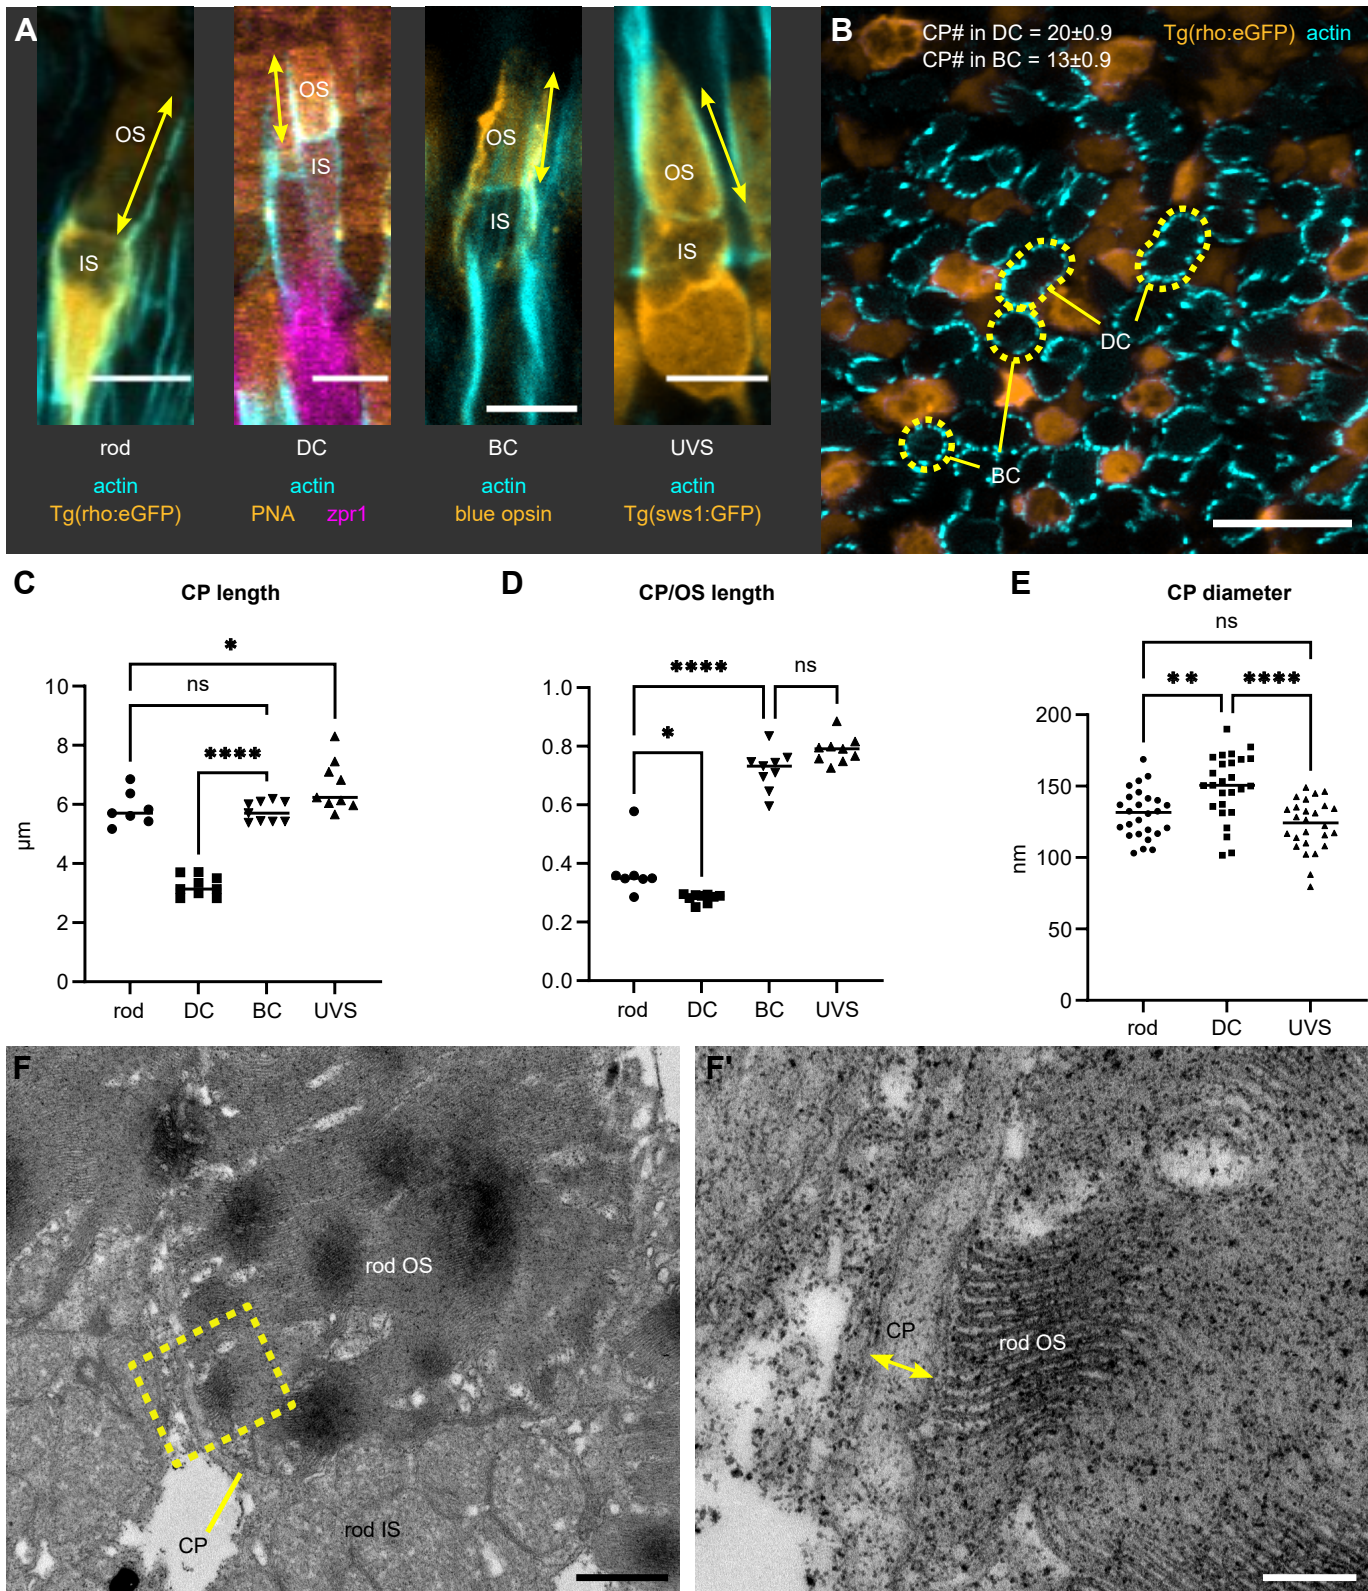 A
OS
IS
rod
actin
Tg(rho:eGFP)
OS
IS
DC
actin
PNA zpr1
OS
IS
BC
actin
blue opsin
OS
IS
UVS
actin
Tg(sws1:GFP)
B
CP# in DC = 20±0.9
CP# in BC = 13±0.9
Tg(rho:eGFP) actin
DC
BC
C
CP length
*
ns
****
10
8
6
4
2
0
µm
rod DC BC UVS
D
CP/OS length
**** ns
*
1.0
0.8
0.6
0.4
0.2
0.0
rod DC BC UVS
E
CP diameter
ns
** ****
200
150
100
50
0
nm
rod DC UVS
F
rod OS
CP
rod IS
F'
CP
rod OS